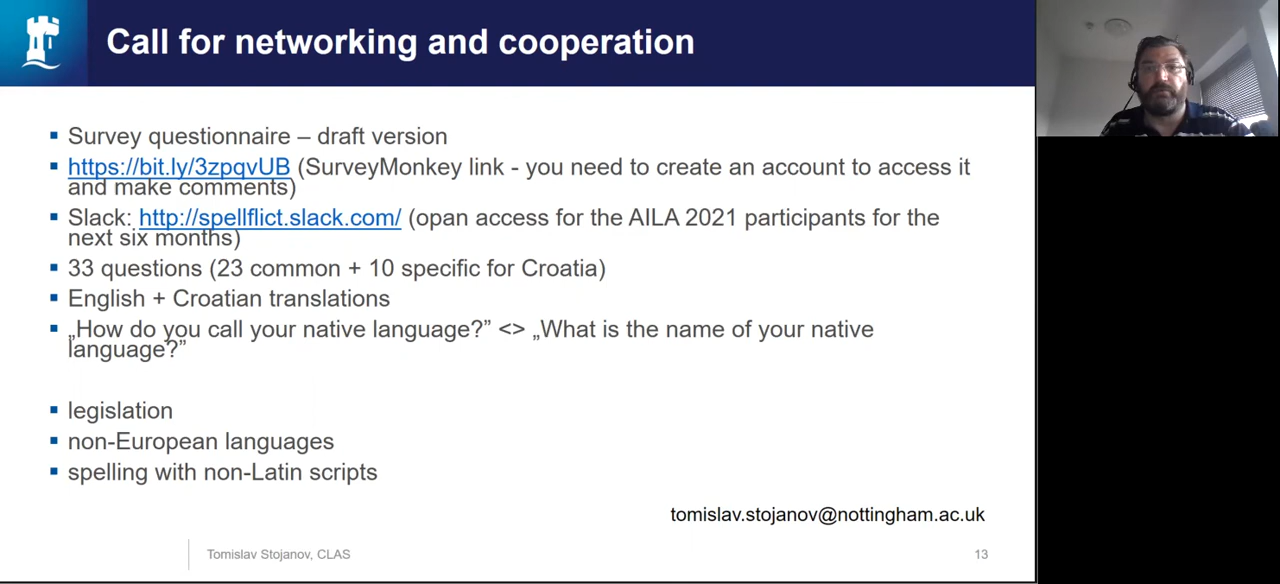 Call for networking and cooperation
▪ Survey questionnaire – draft version
▪ https://bit.ly/3zpqvUB (SurveyMonkey link - you need to create an account to access it
and make comments)
▪ Slack: http://spellflict.slack.com/ (opan access for the AILA 2021 participants for the
next six months)
▪ 33 questions (23 common + 10 specific for Croatia)
▪ English + Croatian translations
▪ „How do you call your native language?” <> „What is the name of your native
language?”
▪ legislation
▪ non-European languages
▪ spelling with non-Latin scripts
tomislav.stojanov@nottingham.ac.uk
Tomislav Stojanov, CLAS
13